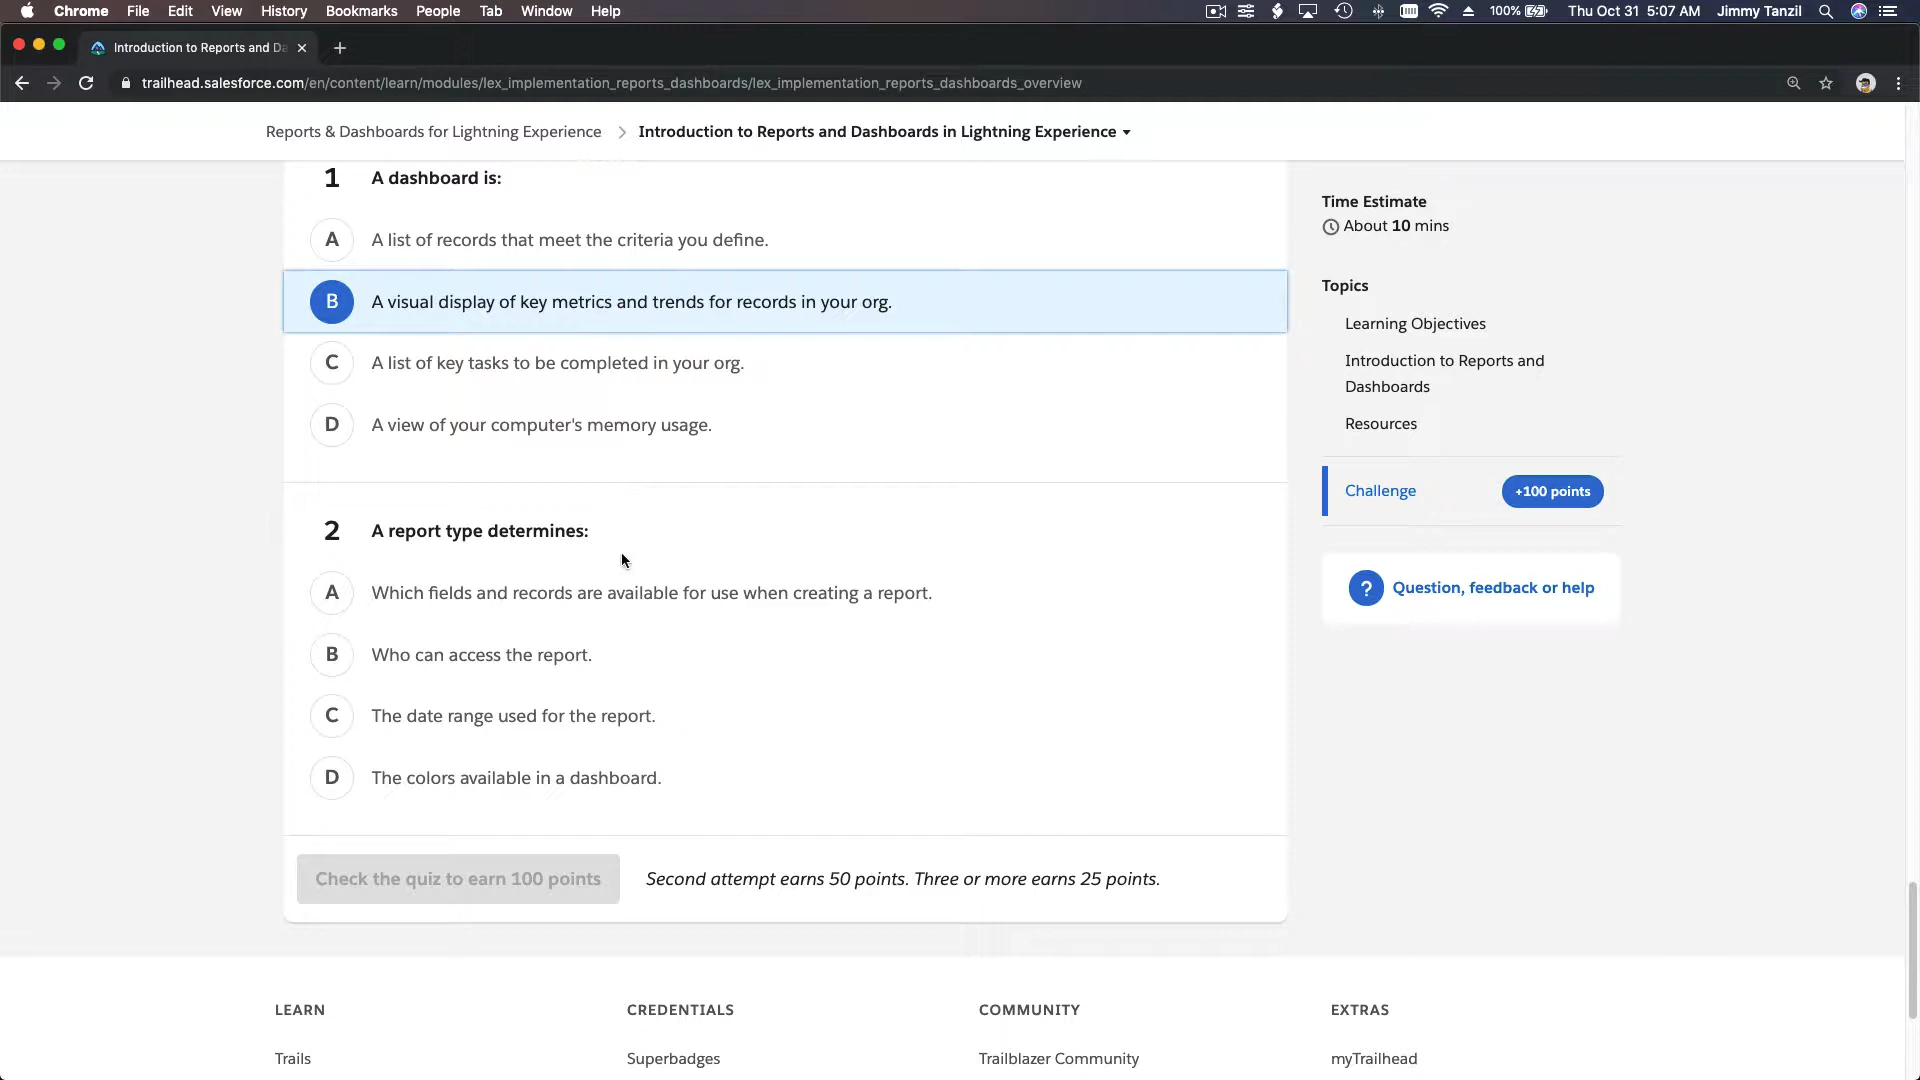 Chrome File Edit View History Bookmarks People Tab Window Help 100% Thu Oct 31 5:07 AM Jimmy Tanzil
Introduction to Reports and Da
trailhead.salesforce.com/en/content/learn/modules/lex_implementation_reports_dashboards/lex_implementation_reports_dashboards_overview
Reports & Dashboards for Lightning Experience > Introduction to Reports and Dashboards in Lightning Experience
1 A dashboard is:
A A list of records that meet the criteria you define.
B A visual display of key metrics and trends for records in your org.
C A list of key tasks to be completed in your org.
D A view of your computer's memory usage.
2 A report type determines:
A Which fields and records are available for use when creating a report.
B Who can access the report.
C The date range used for the report.
D The colors available in a dashboard.
Check the quiz to earn 100 points Second attempt earns 50 points. Three or more earns 25 points.
Time Estimate
About 10 mins
Topics
Learning Objectives
Introduction to Reports and
Dashboards
Resources
Challenge +100 points
? Question, feedback or help
LEARN CREDENTIALS COMMUNITY EXTRAS
Trails Superbadges Trailblazer Community myTrailhead